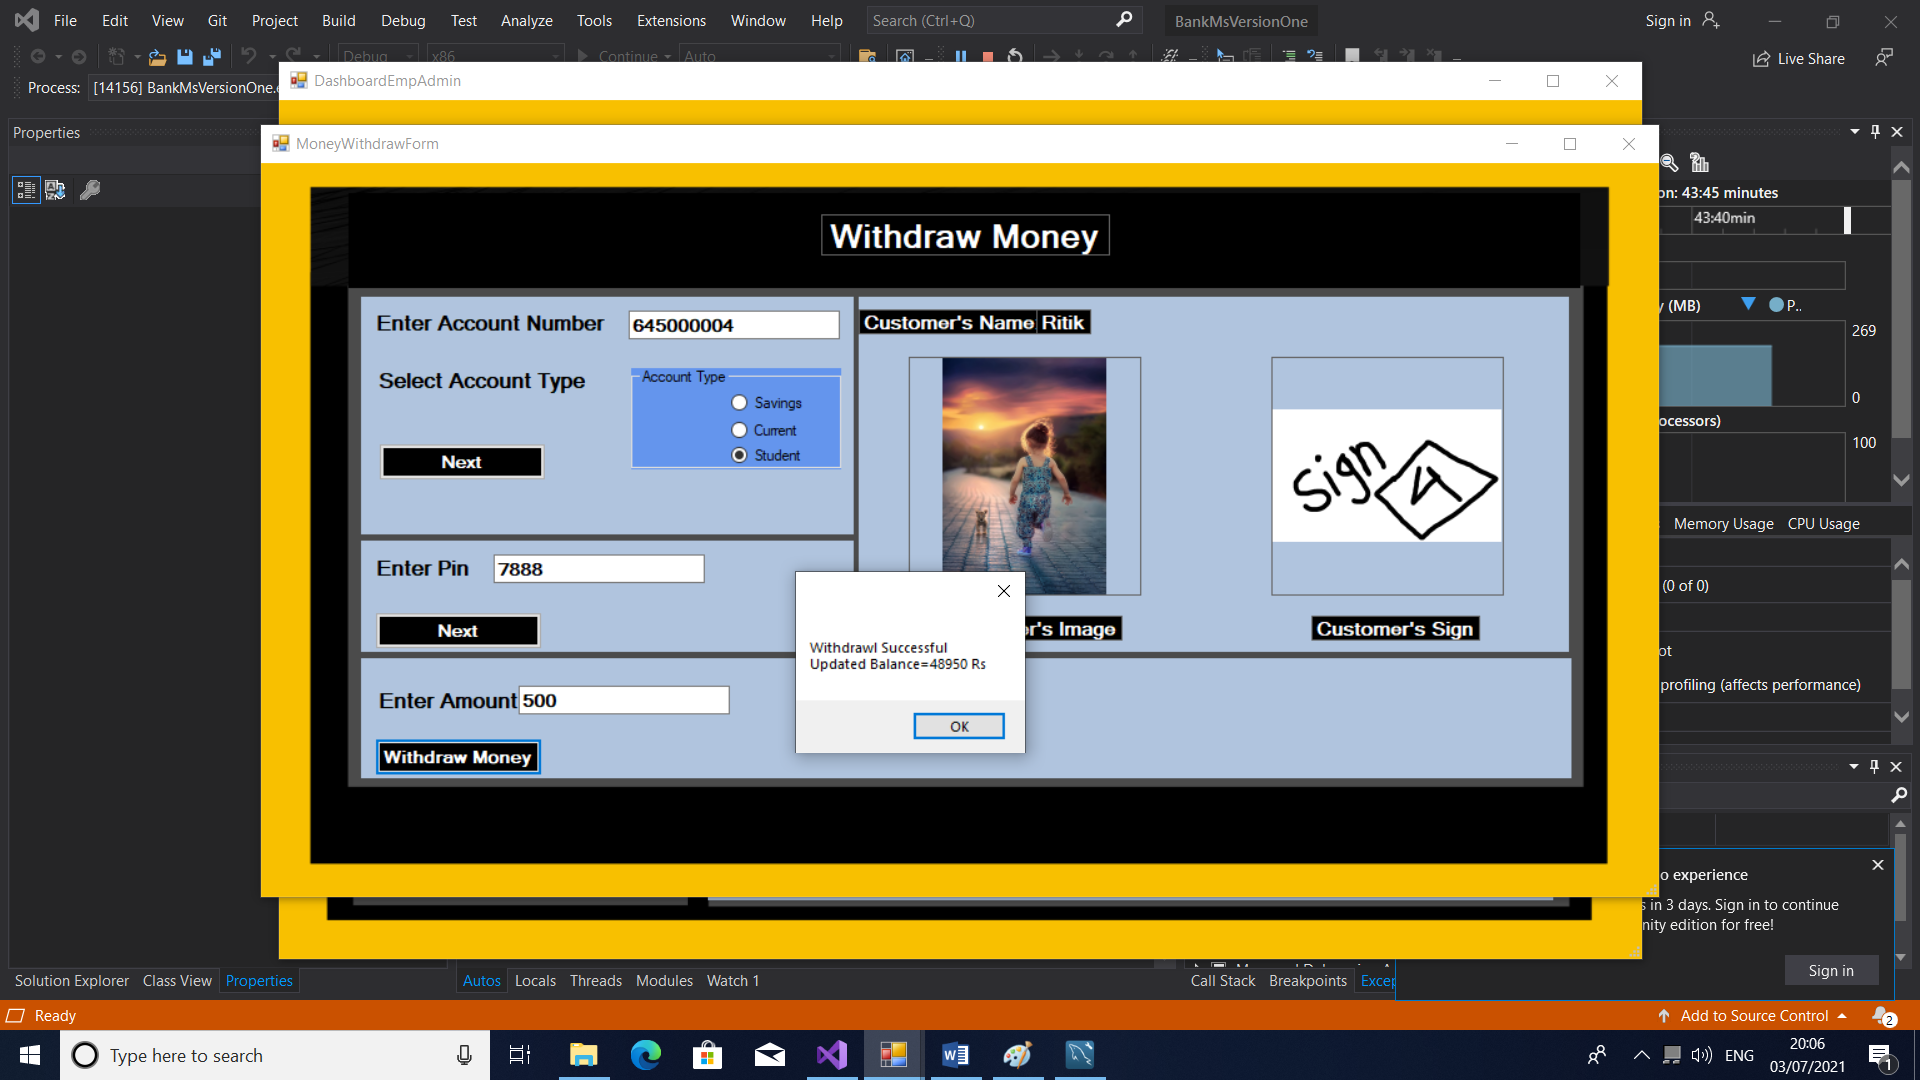 File Edit View Git Project Build Debug Test Analyze Tools Extensions Window Help Search (Ctrl+Q) BankMsVersionOne Sign in
Debug x86 Continue Auto Live Share
Process: [14156] BankMsVersionOne.
DashboardEmpAdmin
Properties
MoneyWithdrawForm
on: 43:45 minutes
43:40min
y (MB) P..
269
0
ocessors)
100
Memory Usage CPU Usage
(0 of 0)
ot
profiling (affects performance)
Withdraw Money
Enter Account Number 645000004
Select Account Type
Account Type
Savings
Current
Student
Next
Customer's Name Ritik
Sign 4
r's Image
Customer's Sign
Enter Pin 7888
Next
Enter Amount 500
Withdraw Money
Withdrawl Successful
Updated Balance=48950 Rs
OK
o experience
s in 3 days. Sign in to continue
nity edition for free!
Sign in
Solution Explorer Class View Properties Autos Locals Threads Modules Watch 1 Call Stack Breakpoints Excep
Ready Add to Source Control 2
Type here to search
ENG
20:06
03/07/2021
1